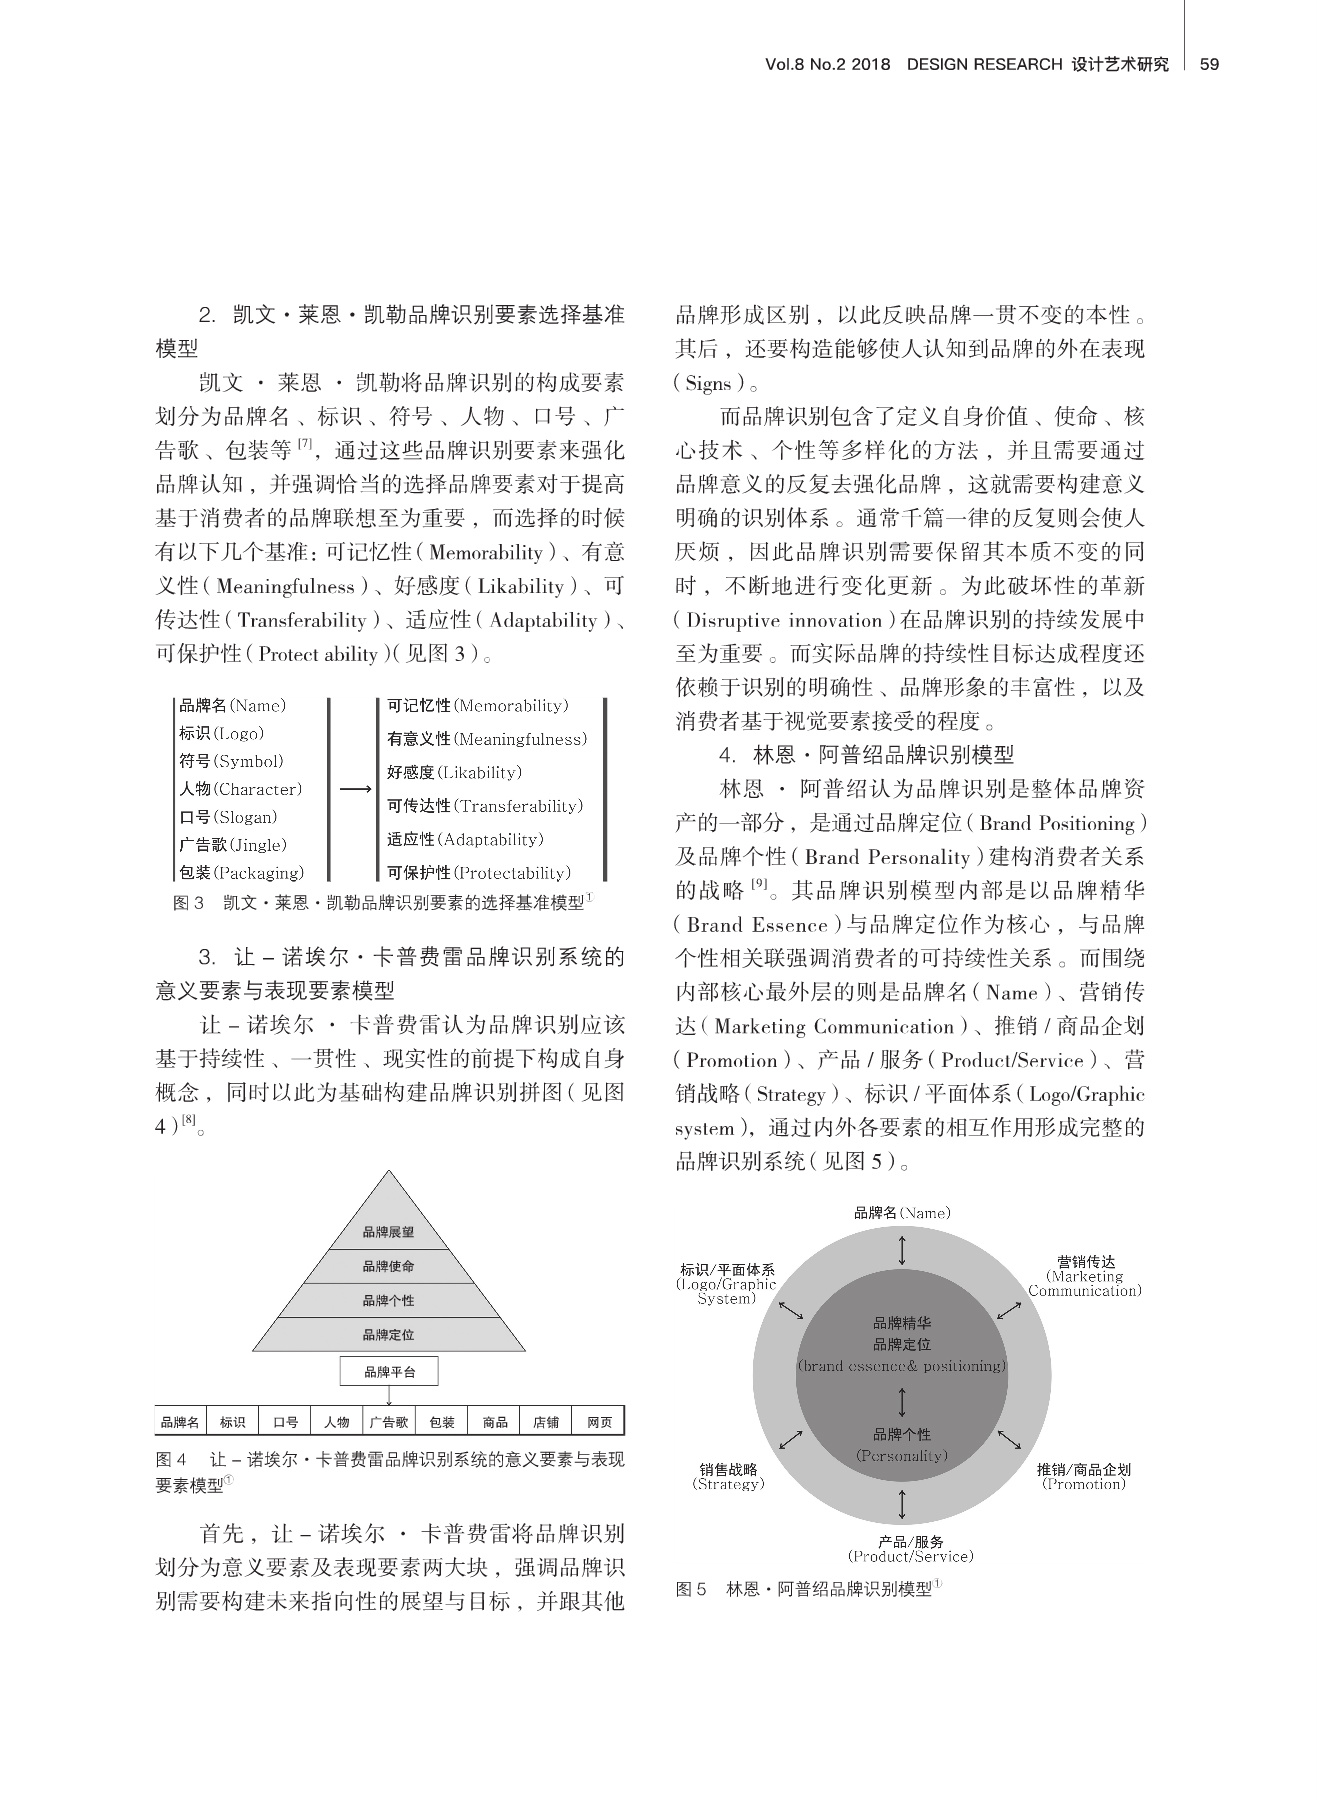 Vol.8 No.2 2018 DESIGN RESEARCH 设计艺术研究 59
2. 凯文·莱恩·凯勒品牌识别要素选择基准
模型
凯文 · 莱恩 · 凯勒将品牌识别的构成要素
划分为品牌名、标识、符号、人物、口号、广
告歌、包装等 [7]，通过这些品牌识别要素来强化
品牌认知，并强调恰当的选择品牌要素对于提高
基于消费者的品牌联想至为重要，而选择的时候
有以下几个基准：可记忆性（Memorability）、有意
义性（Meaningfulness）、好感度（Likability）、可
传达性（Transferability）、适应性（Adaptability）、
可保护性（Protect ability）（见图 3）。
品牌名(Name)
标识(Logo)
符号(Symbol)
人物(Character)
口号(Slogan)
广告歌(Jingle)
包装(Packaging)
可记忆性(Memorability)
有意义性(Meaningfulness)
好感度(Likability)
可传达性(Transferability)
适应性(Adaptability)
可保护性(Protectability)
图 3 凯文·莱恩·凯勒品牌识别要素的选择基准模型①
3. 让 – 诺埃尔·卡普费雷品牌识别系统的
意义要素与表现要素模型
让 – 诺埃尔 · 卡普费雷认为品牌识别应该
基于持续性、一贯性、现实性的前提下构成自身
概念，同时以此为基础构建品牌识别拼图（见图
4）[8]。
品牌展望
品牌使命
品牌个性
品牌定位
品牌平台
品牌名 标识 口号 人物 广告歌 包装 商品 店铺 网页
图 4 让 – 诺埃尔·卡普费雷品牌识别系统的意义要素与表现
要素模型①
首先，让 – 诺埃尔 · 卡普费雷将品牌识别
划分为意义要素及表现要素两大块，强调品牌识
别需要构建未来指向性的展望与目标，并跟其他
品牌形成区别，以此反映品牌一贯不变的本性。
其后，还要构造能够使人认知到品牌的外在表现
（Signs）。
而品牌识别包含了定义自身价值、使命、核
心技术、个性等多样化的方法，并且需要通过
品牌意义的反复去强化品牌，这就需要构建意义
明确的识别体系。通常千篇一律的反复则会使人
厌烦，因此品牌识别需要保留其本质不变的同
时，不断地进行变化更新。为此破坏性的革新
（Disruptive innovation）在品牌识别的持续发展中
至为重要。而实际品牌的持续性目标达成程度还
依赖于识别的明确性、品牌形象的丰富性，以及
消费者基于视觉要素接受的程度。
4. 林恩·阿普绍品牌识别模型
林恩 · 阿普绍认为品牌识别是整体品牌资
产的一部分，是通过品牌定位（Brand Positioning）
及品牌个性（Brand Personality）建构消费者关系
的战略 [9]。其品牌识别模型内部是以品牌精华
（Brand Essence）与品牌定位作为核心，与品牌
个性相关联强调消费者的可持续性关系。而围绕
内部核心最外层的则是品牌名（Name）、营销传
达（Marketing Communication）、推销 / 商品企划
（Promotion）、产品 / 服务（Product/Service）、营
销战略（Strategy）、标识 / 平面体系（Logo/Graphic
system），通过内外各要素的相互作用形成完整的
品牌识别系统（见图 5）。
品牌名(Name)
标识/平面体系
(Logo/Graphic
System)
营销传达
(Marketing
Communication)
品牌精华
品牌定位
(brand essence& positioning)
品牌个性
(Personality)
销售战略
(Strategy)
推销/商品企划
(Promotion)
产品/服务
(Product/Service)
图 5 林恩·阿普绍品牌识别模型①